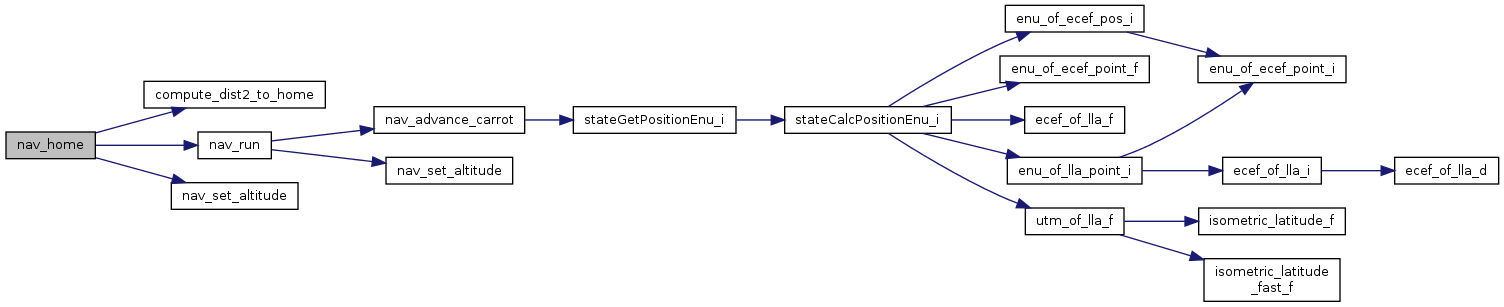 nav_home
compute_dist2_to_home
nav_run
nav_set_altitude
nav_advance_carrot
nav_set_altitude
stateGetPositionEnu_i
stateCalcPositionEnu_i
enu_of_ecef_pos_i
enu_of_ecef_point_f
ecef_of_lla_f
enu_of_lla_point_i
utm_of_lla_f
enu_of_ecef_point_i
ecef_of_lla_i
isometric_latitude_f
isometric_latitude
_fast_f
ecef_of_lla_d